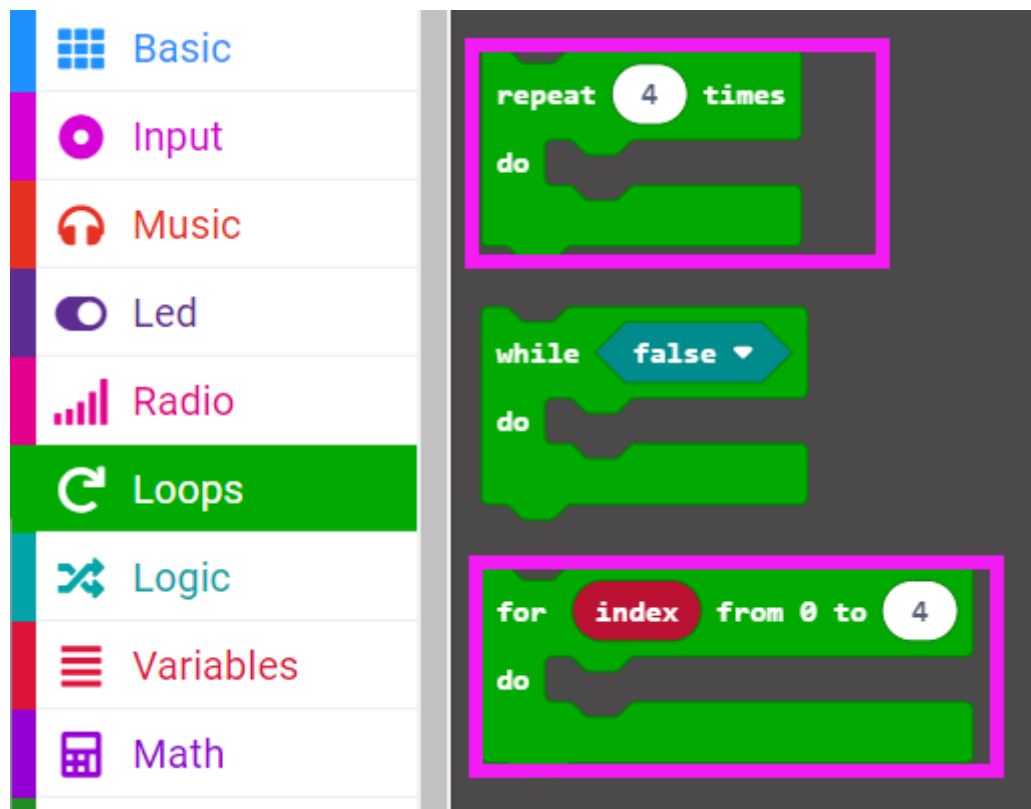 Basic
Input
Music
Led
Radio
Loops
Logic
Variables
Math
repeat 4 times
do
while false
do
for index from 0 to 4
do